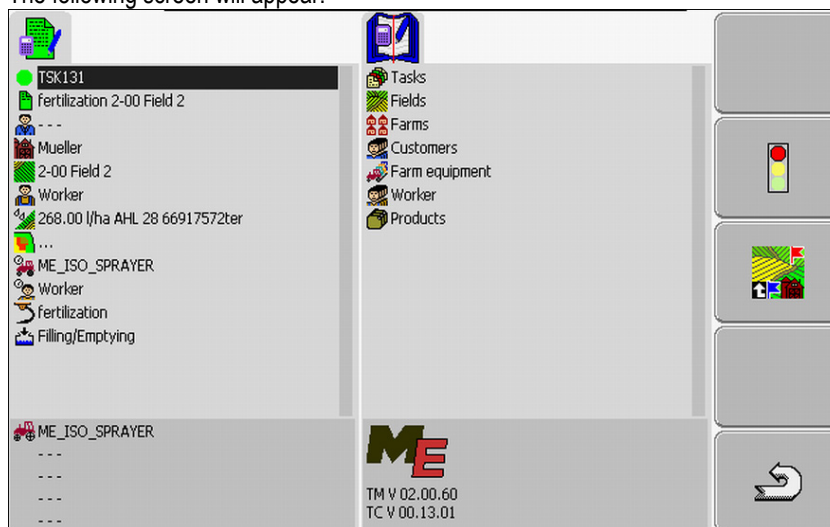 The following screen will appear:
TSK131
fertilization 2-00 Field 2
---
Mueller
2-00 Field 2
Worker
268.00 l/ha AHL 28 66917572ter
...
ME_ISO_SPRAYER
Worker
fertilization
Filling/Emptying
ME_ISO_SPRAYER
---
---
---
---
Tasks
Fields
Farms
Customers
Farm equipment
Worker
Products
ME
TM V 02.00.60
TC V 00.13.01